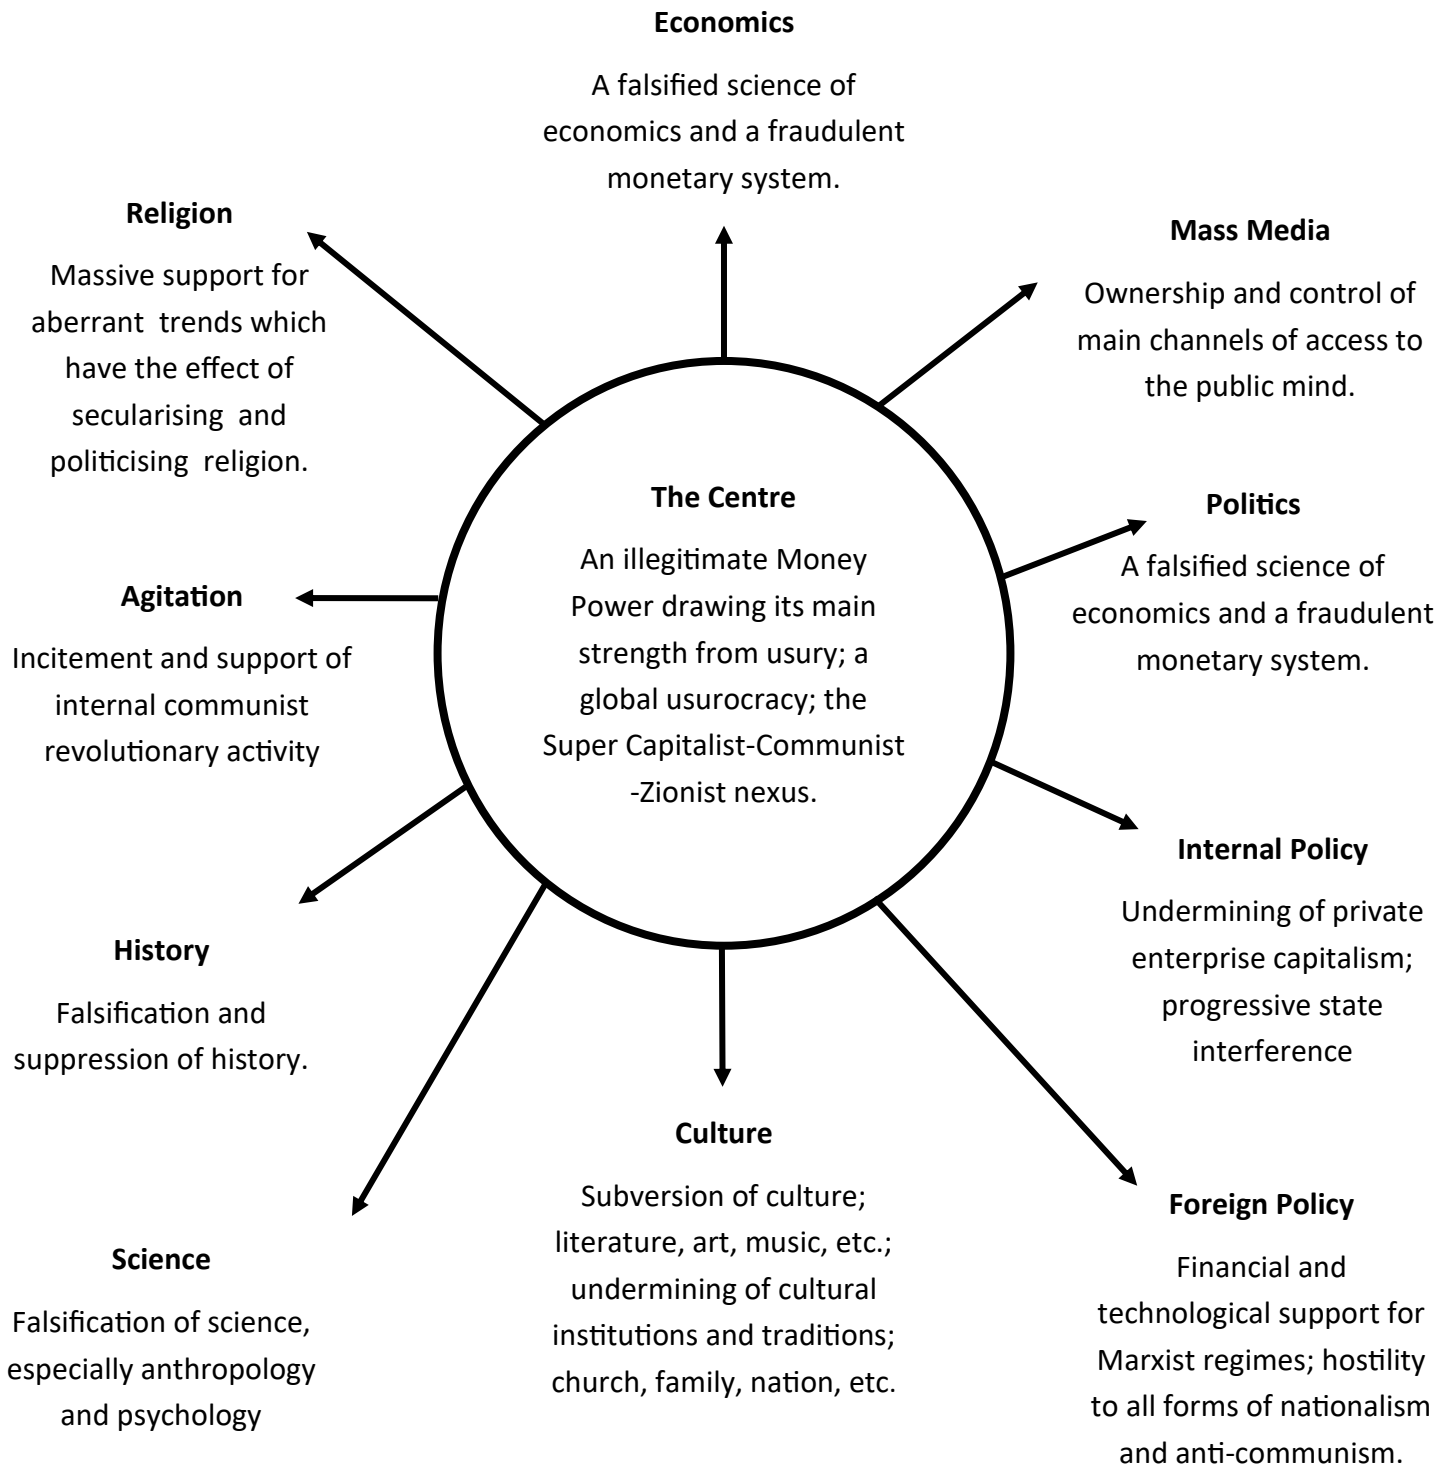 Economics
A falsified science of
economics and a fraudulent
monetary system.
Religion
Massive support for
aberrant trends which
have the effect of
secularising and
politicising religion.
Mass Media
Ownership and control of
main channels of access to
the public mind.
The Centre
An illegitimate Money
Power drawing its main
strength from usury; a
global usurocracy; the
Super Capitalist-Communist
-Zionist nexus.
Politics
A falsified science of
economics and a fraudulent
monetary system.
Agitation
Incitement and support of
internal communist
revolutionary activity
Internal Policy
Undermining of private
enterprise capitalism;
progressive state
interference
History
Falsification and
suppression of history.
Culture
Subversion of culture;
literature, art, music, etc.;
undermining of cultural
institutions and traditions;
church, family, nation, etc.
Foreign Policy
Financial and
technological support for
Marxist regimes; hostility
to all forms of nationalism
and anti-communism.
Science
Falsification of science,
especially anthropology
and psychology